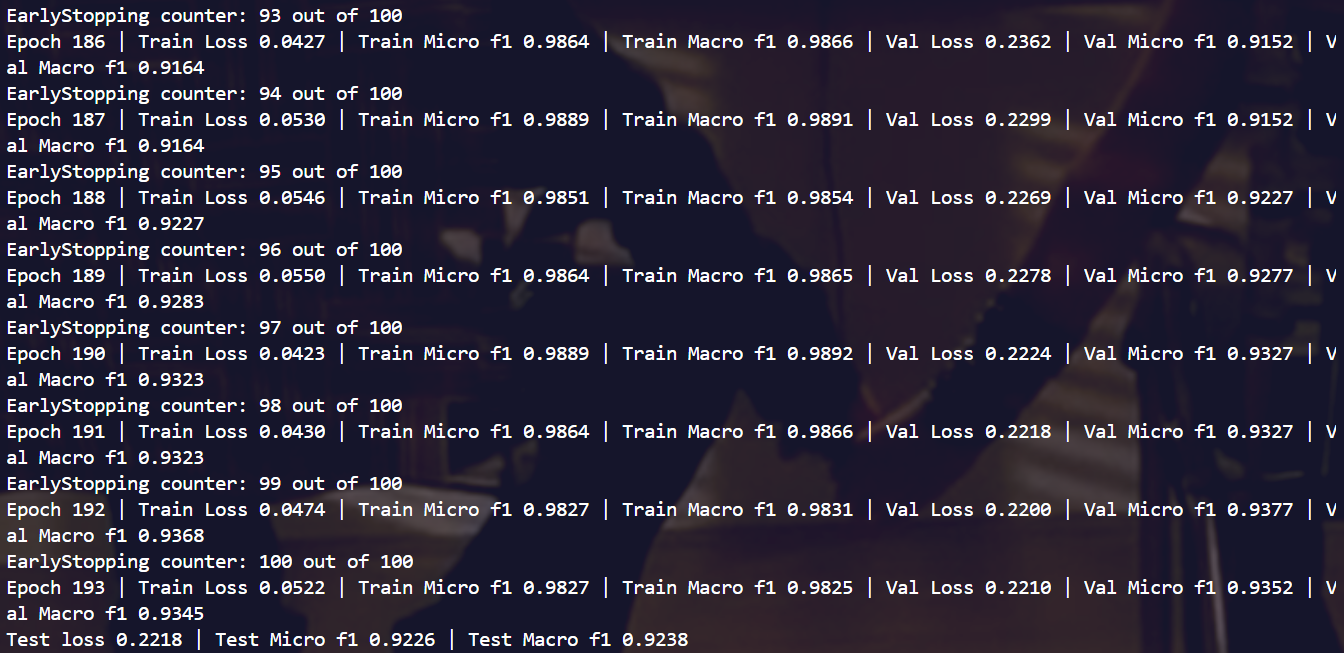 EarlyStopping counter: 93 out of 100
Epoch 186 | Train Loss 0.0427 | Train Micro f1 0.9864 | Train Macro f1 0.9866 | Val Loss 0.2362 | Val Micro f1 0.9152 | V
al Macro f1 0.9164
EarlyStopping counter: 94 out of 100
Epoch 187 | Train Loss 0.0530 | Train Micro f1 0.9889 | Train Macro f1 0.9891 | Val Loss 0.2299 | Val Micro f1 0.9152 | V
al Macro f1 0.9164
EarlyStopping counter: 95 out of 100
Epoch 188 | Train Loss 0.0546 | Train Micro f1 0.9851 | Train Macro f1 0.9854 | Val Loss 0.2269 | Val Micro f1 0.9227 | V
al Macro f1 0.9227
EarlyStopping counter: 96 out of 100
Epoch 189 | Train Loss 0.0550 | Train Micro f1 0.9864 | Train Macro f1 0.9865 | Val Loss 0.2278 | Val Micro f1 0.9277 | V
al Macro f1 0.9283
EarlyStopping counter: 97 out of 100
Epoch 190 | Train Loss 0.0423 | Train Micro f1 0.9889 | Train Macro f1 0.9892 | Val Loss 0.2224 | Val Micro f1 0.9327 | V
al Macro f1 0.9323
EarlyStopping counter: 98 out of 100
Epoch 191 | Train Loss 0.0430 | Train Micro f1 0.9864 | Train Macro f1 0.9866 | Val Loss 0.2218 | Val Micro f1 0.9327 | V
al Macro f1 0.9323
EarlyStopping counter: 99 out of 100
Epoch 192 | Train Loss 0.0474 | Train Micro f1 0.9827 | Train Macro f1 0.9831 | Val Loss 0.2200 | Val Micro f1 0.9377 | V
al Macro f1 0.9368
EarlyStopping counter: 100 out of 100
Epoch 193 | Train Loss 0.0522 | Train Micro f1 0.9827 | Train Macro f1 0.9825 | Val Loss 0.2210 | Val Micro f1 0.9352 | V
al Macro f1 0.9345
Test loss 0.2218 | Test Micro f1 0.9226 | Test Macro f1 0.9238